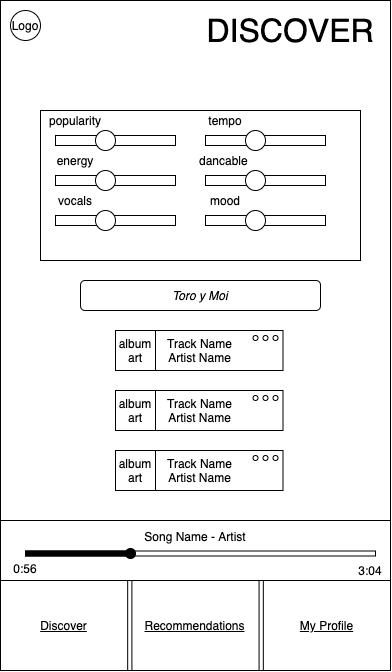 Logo
DISCOVER
popularity tempo
energy dancable
vocals mood
Toro y Moi
album
art
Track Name
Artist Name
album
art
Track Name
Artist Name
album
art
Track Name
Artist Name
Song Name - Artist
0:56 3:04
Discover Recommendations My Profile